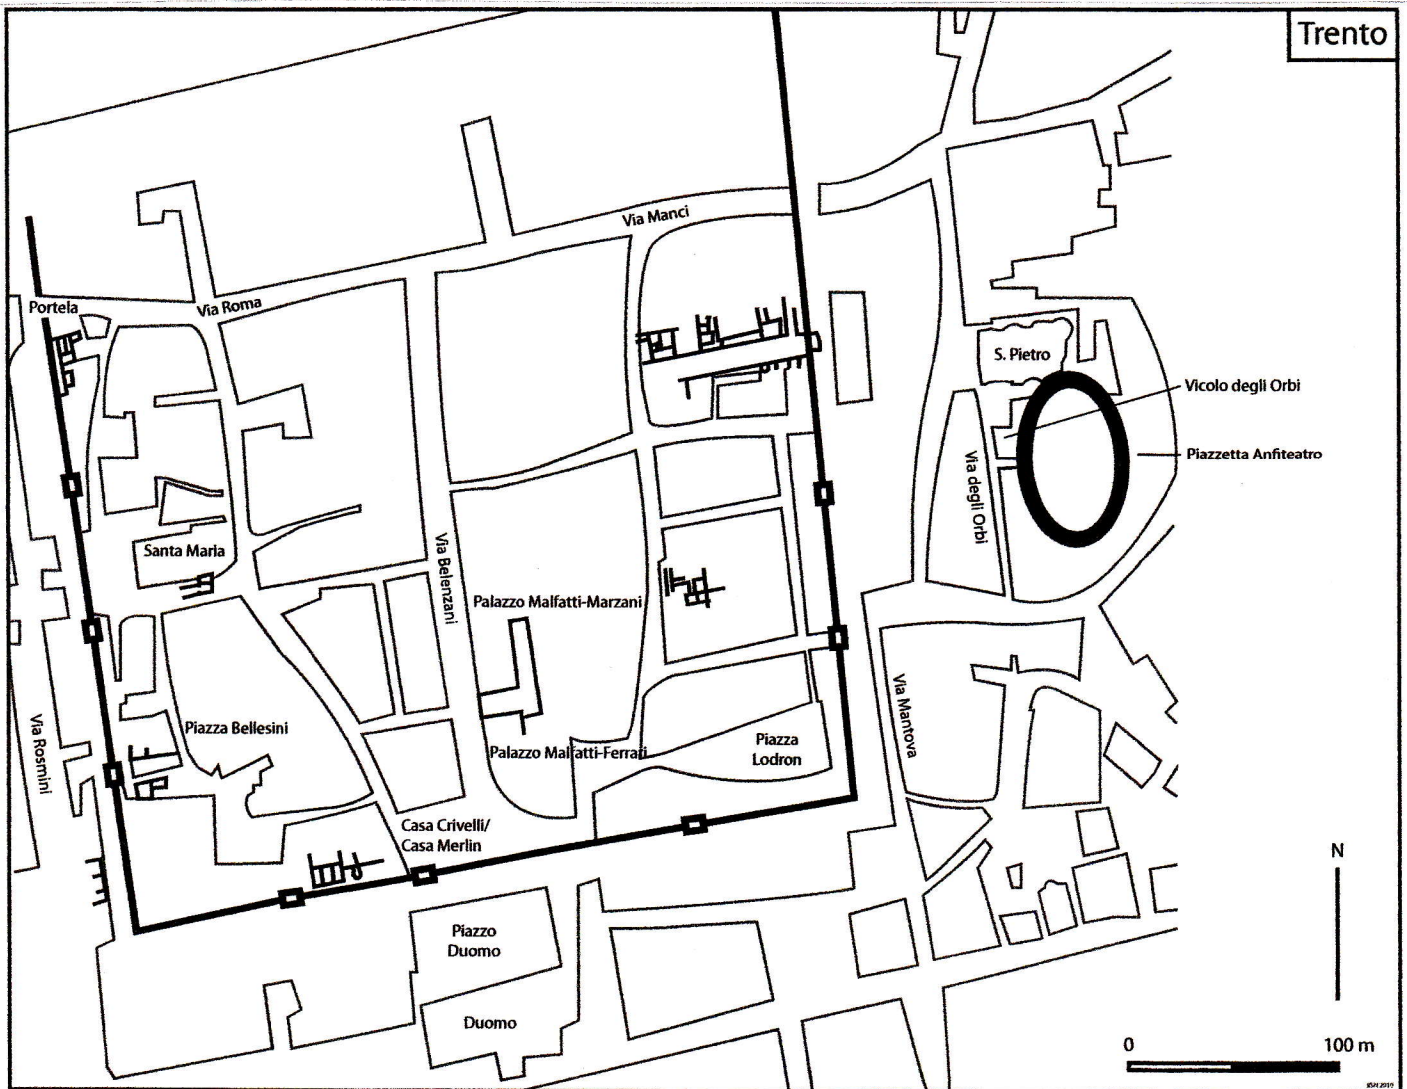 Trento
Via Manci
Portela
Via Roma
S. Pietro
Vicolo degli Orbi
Piazzetta Anfiteatro
Via degli Orbi
Santa Maria
Via Belenzani
Palazzo Malfatti-Marzani
Via Mantova
Via Rosmini
Piazza Bellesini
Palazzo Malfatti-Ferrari
Piazza
Lodron
Casa Crivelli/
Casa Merlin
N
Piazzo
Duomo
Duomo
0
100 m